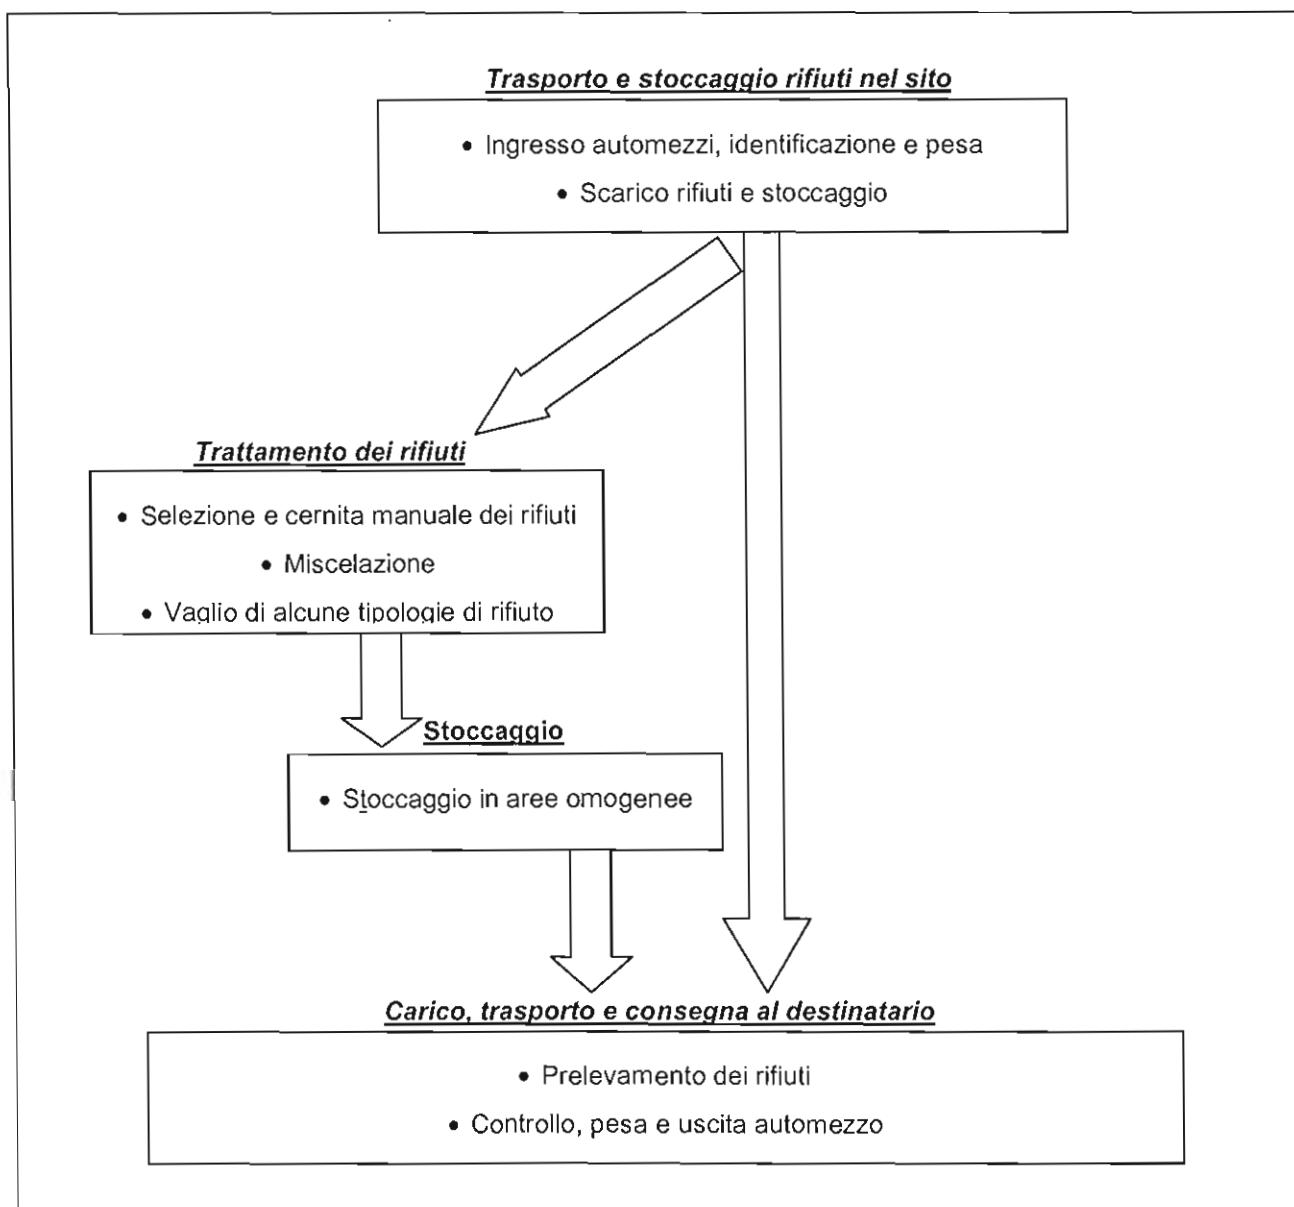 Trasporto e stoccaggio rifiuti nel sito
• Ingresso automezzi, identificazione e pesa
• Scarico rifiuti e stoccaggio
Trattamento dei rifiuti
• Selezione e cernita manuale dei rifiuti
• Miscelazione
• Vaglio di alcune tipologie di rifiuto
Stoccaggio
• Stoccaggio in aree omogenee
Carico, trasporto e consegna al destinatario
• Prelevamento dei rifiuti
• Controllo, pesa e uscita automezzo